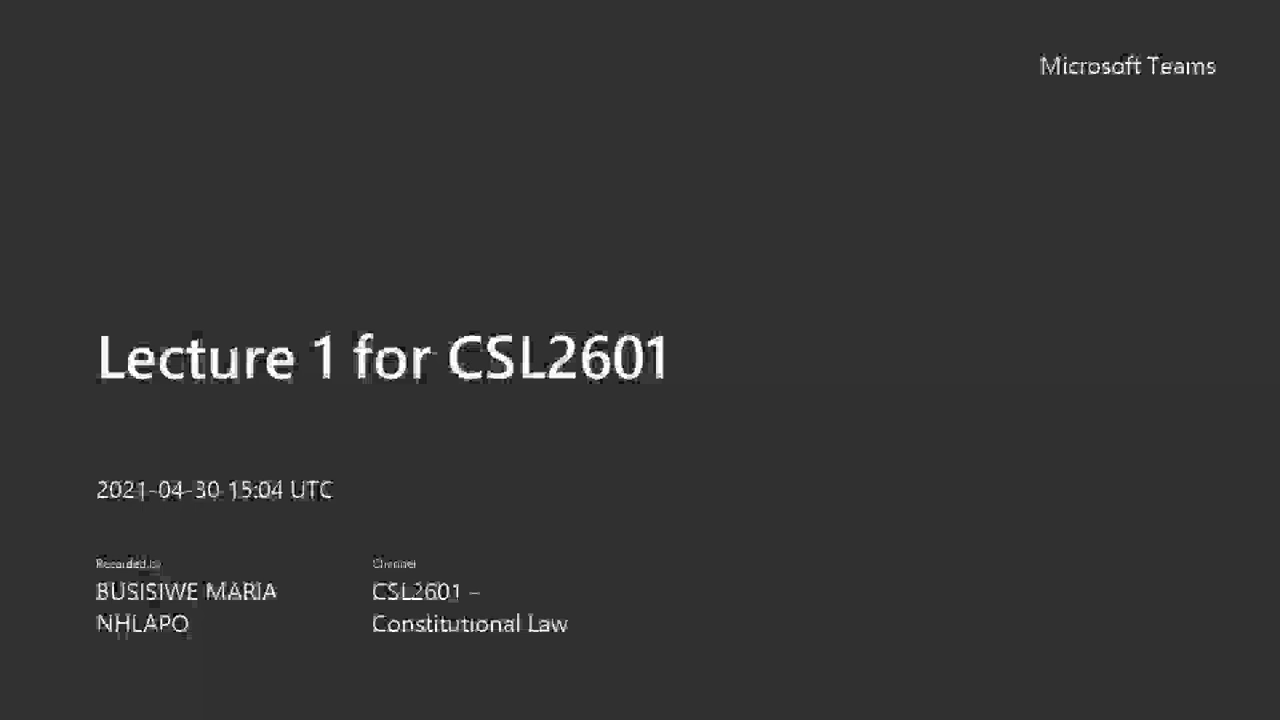 Microsoft Teams
Lecture 1 for CSL2601
2021-04-30 15:04 UTC
Recorded by
Channel
BUSISIWE MARIA
NHLAPO
CSL2601 –
Constitutional Law